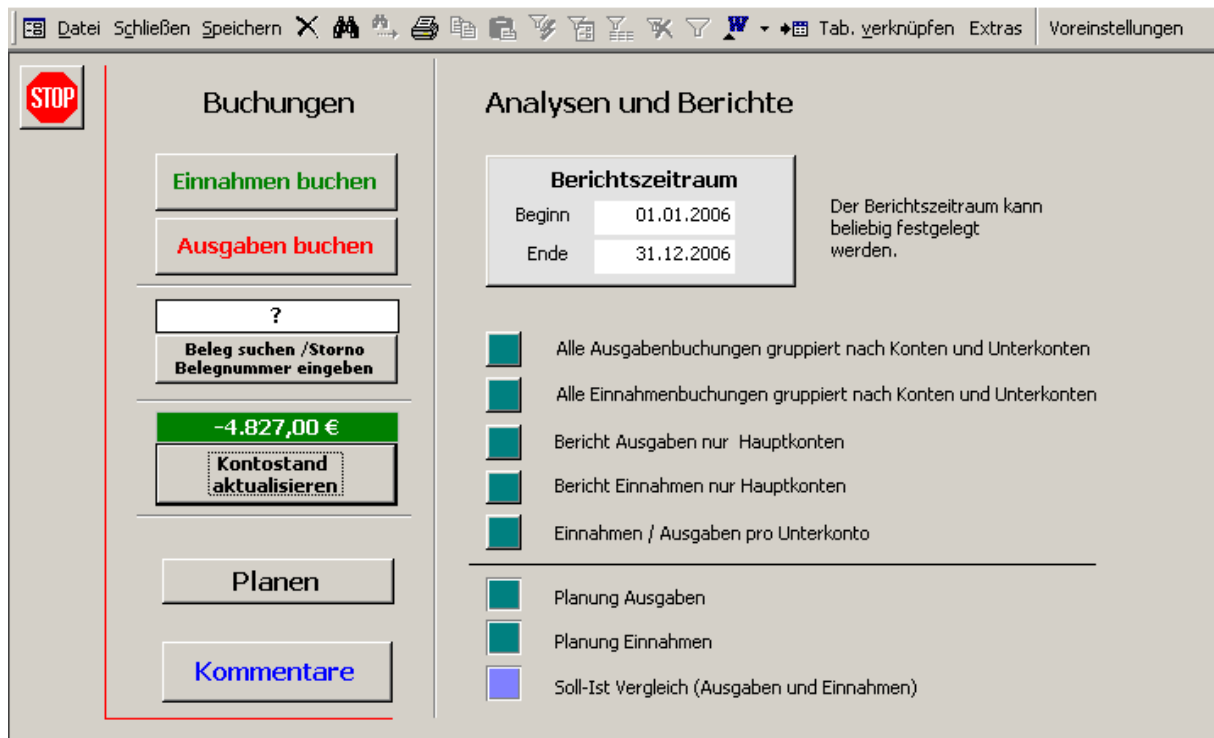 Datei Schließen Speichern Tab. verknüpfen Extras Voreinstellungen
STOP
Buchungen
Einnahmen buchen
Ausgaben buchen
?
Beleg suchen /Storno
Belegnummer eingeben
-4.827,00 €
Kontostand
aktualisieren
Planen
Kommentare
Analysen und Berichte
Berichtszeitraum
Beginn 01.01.2006
Ende 31.12.2006
Der Berichtszeitraum kann
beliebig festgelegt
werden.
Alle Ausgabenbuchungen gruppiert nach Konten und Unterkonten
Alle Einnahmenbuchungen gruppiert nach Konten und Unterkonten
Bericht Ausgaben nur Hauptkonten
Bericht Einnahmen nur Hauptkonten
Einnahmen / Ausgaben pro Unterkonto
Planung Ausgaben
Planung Einnahmen
Soll-Ist Vergleich (Ausgaben und Einnahmen)